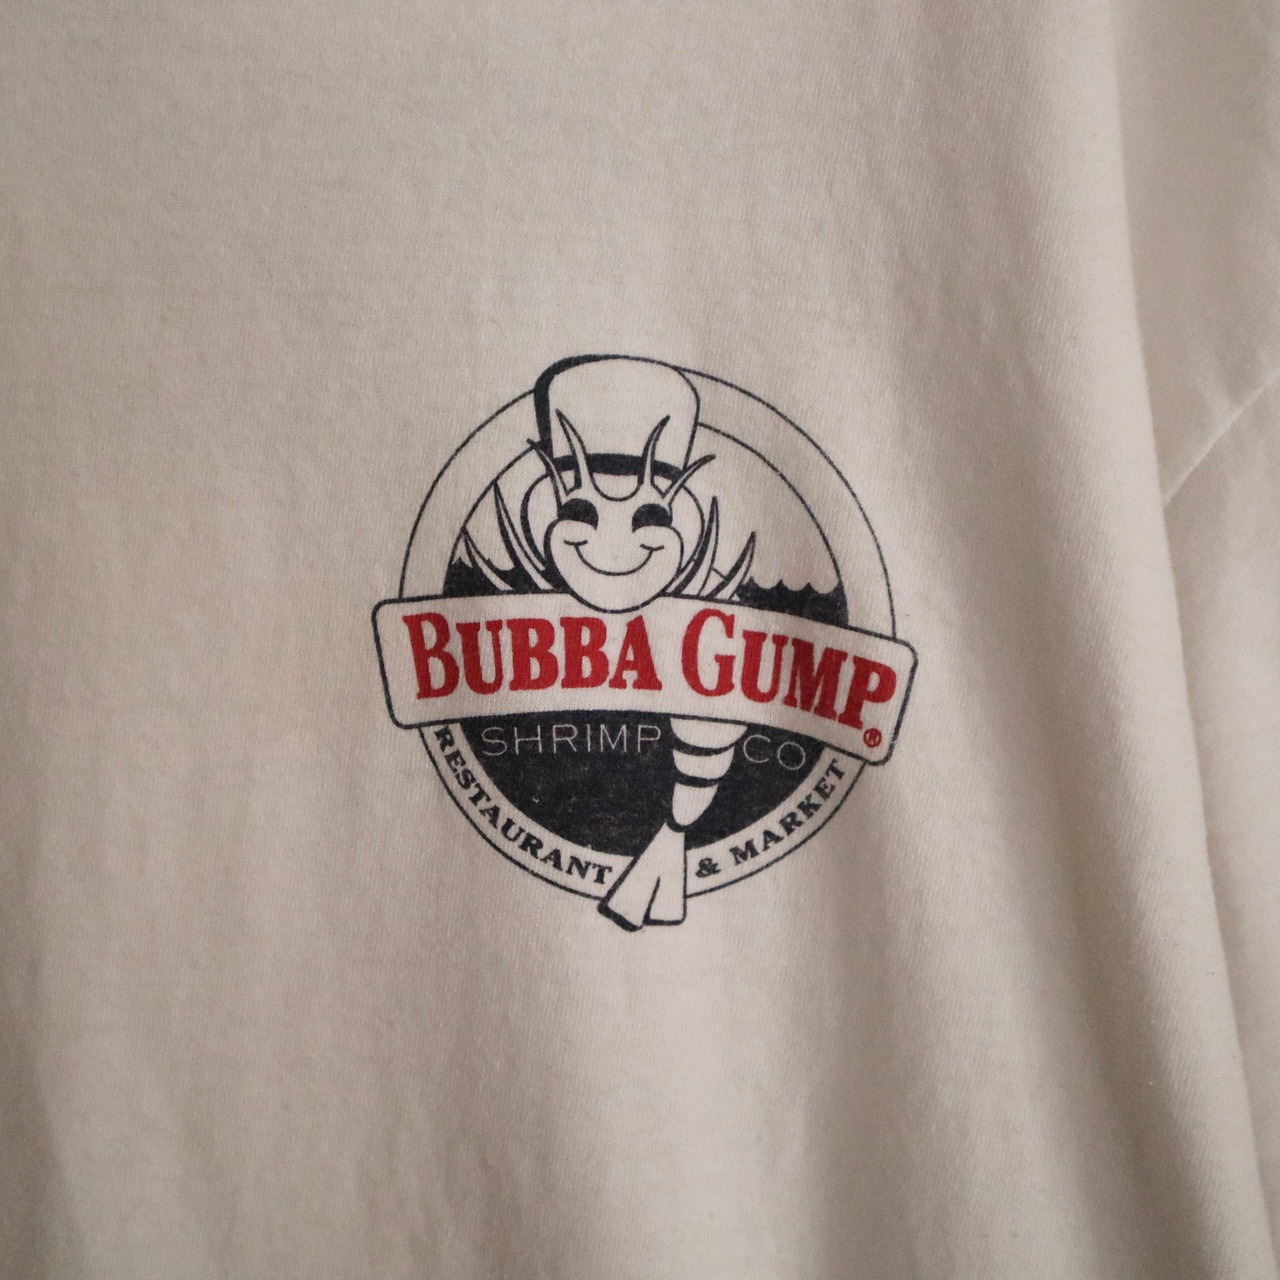 BUBBA GUMP®
SHRIMP CO
RESTAURANT & MARKET